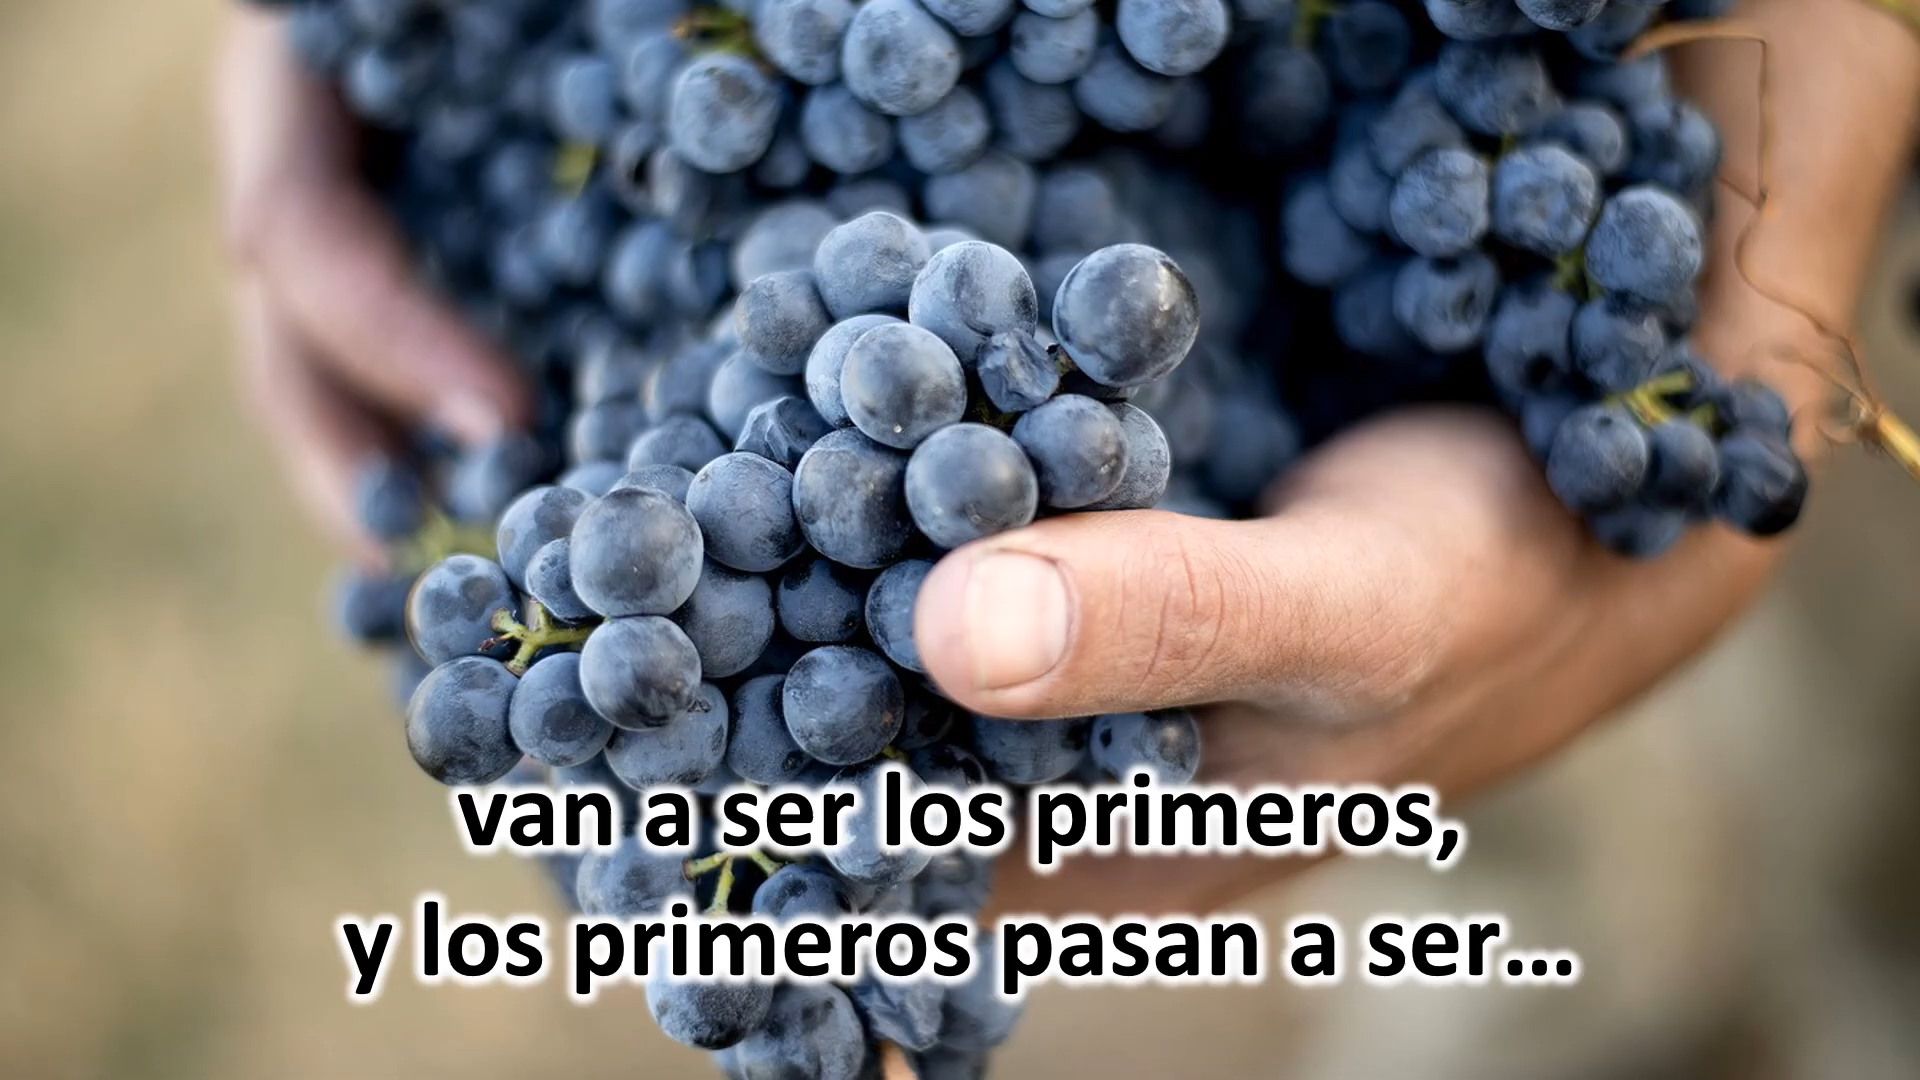 van a ser los primeros,
y los primeros pasan a ser...